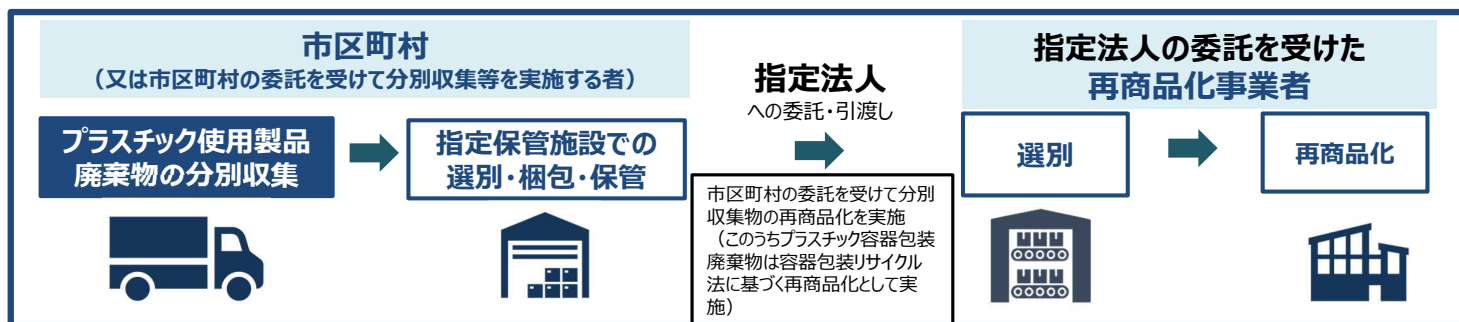 市区町村
（又は市区町村の委託を受けて分別収集等を実施する者）
プラスチック使用製品
廃棄物の分別収集
指定保管施設での
選別・梱包・保管
指定法人
への委託・引渡し
市区町村の委託を受けて分別
収集物の再商品化を実施
（このうちプラスチック容器包装
廃棄物は容器包装リサイクル
法に基づく再商品化として実
施）
指定法人の委託を受けた
再商品化事業者
選別
再商品化